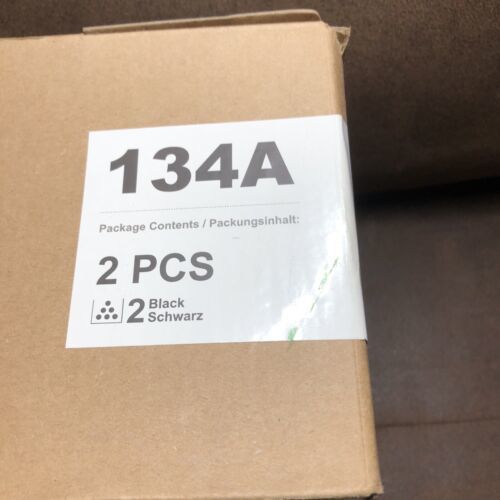 134A
Package Contents / Packungsinhalt:
2 PCS
2 Black
Schwarz